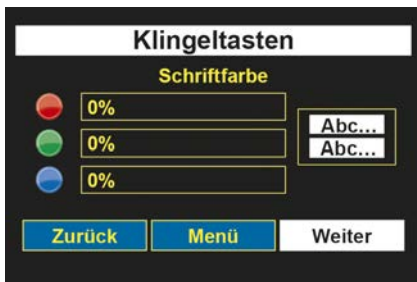 Klingeltasten
Schriftfarbe
0%
0%
0%
Abc...
Abc...
Zurück
Menü
Weiter